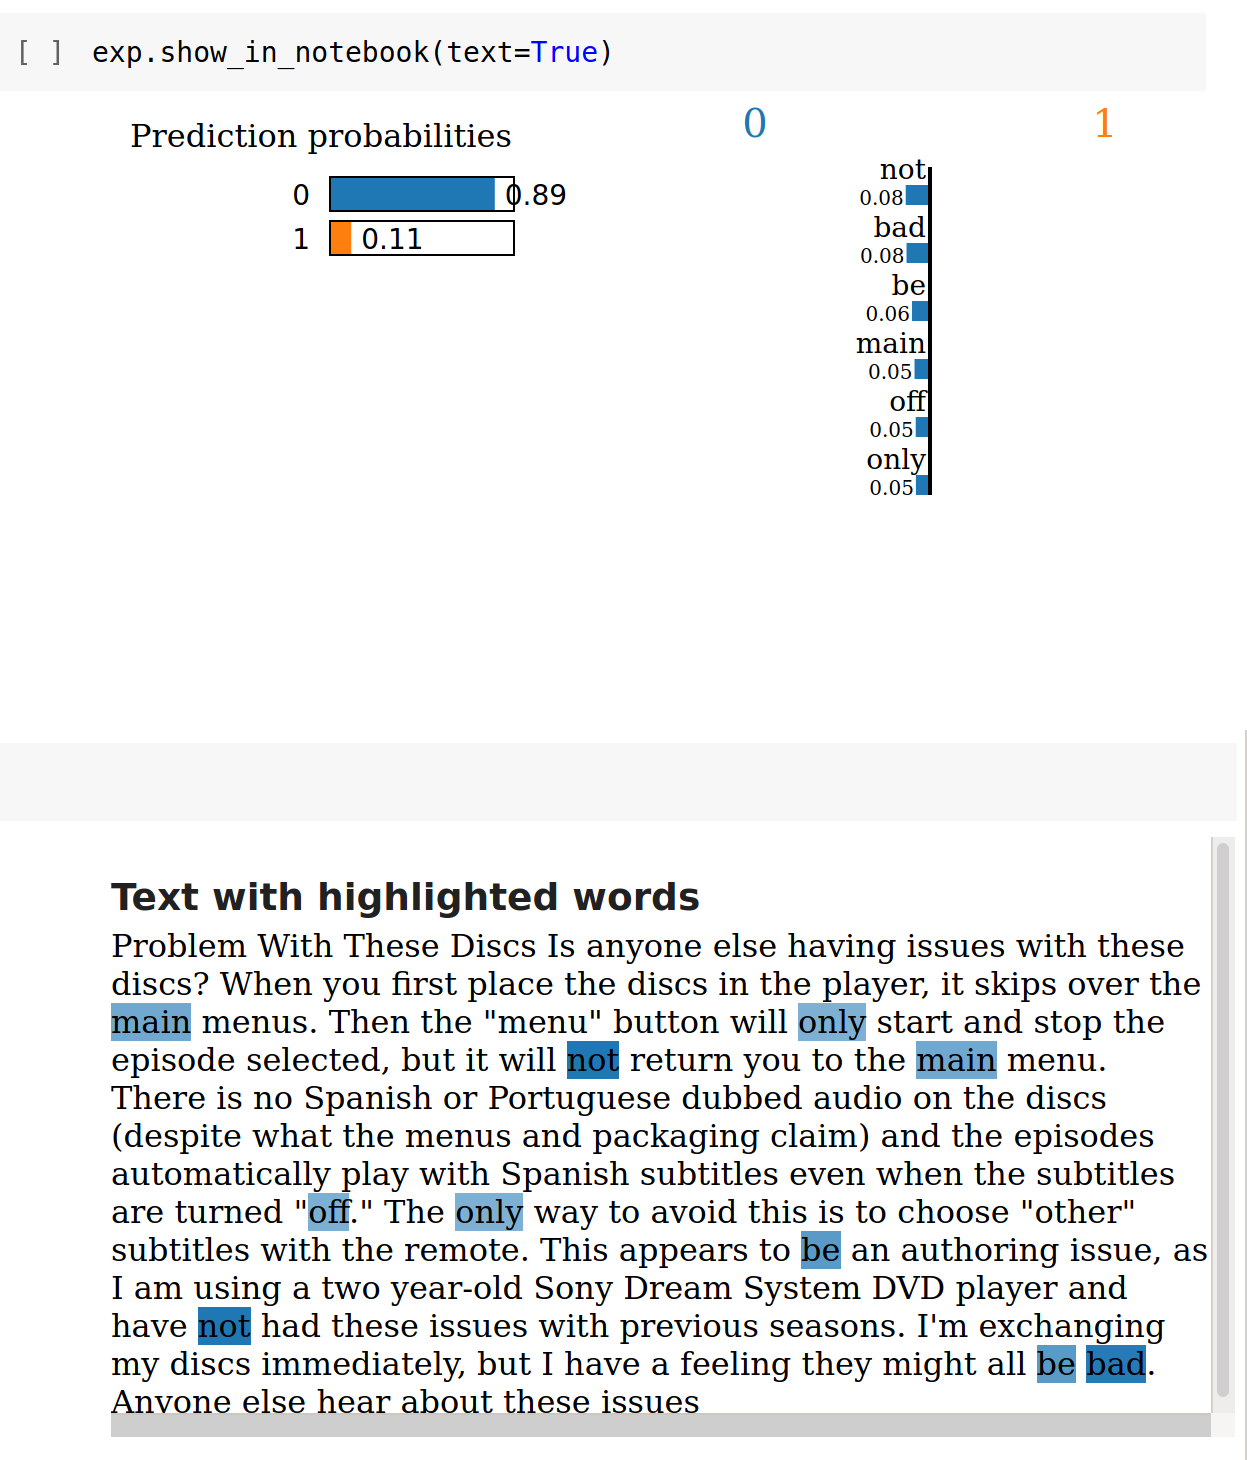 [ ] exp.show_in_notebook(text=True)
Prediction probabilities
0 0.89
1 0.11
0 1
not
0.08
bad
0.08
be
0.06
main
0.05
off
0.05
only
0.05
Text with highlighted words
Problem With These Discs Is anyone else having issues with these
discs? When you first place the discs in the player, it skips over the
main menus. Then the "menu" button will only start and stop the
episode selected, but it will not return you to the main menu.
There is no Spanish or Portuguese dubbed audio on the discs
(despite what the menus and packaging claim) and the episodes
automatically play with Spanish subtitles even when the subtitles
are turned "off." The only way to avoid this is to choose "other"
subtitles with the remote. This appears to be an authoring issue, as
I am using a two year-old Sony Dream System DVD player and
have not had these issues with previous seasons. I'm exchanging
my discs immediately, but I have a feeling they might all be bad.
Anyone else hear about these issues